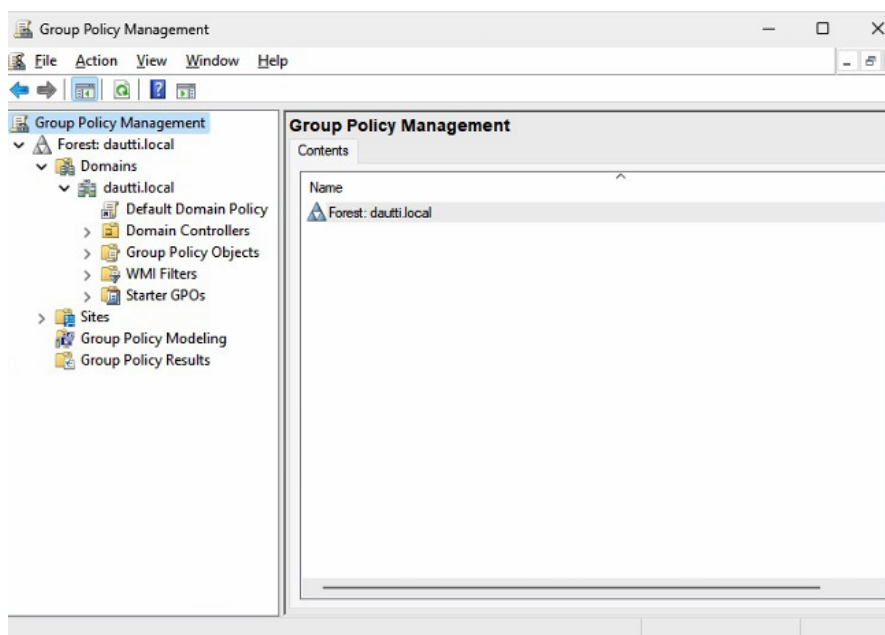 Group Policy Management
File Action View Window Help
Group Policy Management
Forest: dautti.local
Domains
dautti.local
Default Domain Policy
Domain Controllers
Group Policy Objects
WMI Filters
Starter GPOs
Sites
Group Policy Modeling
Group Policy Results
Group Policy Management
Contents
Name
Forest: dautti.local